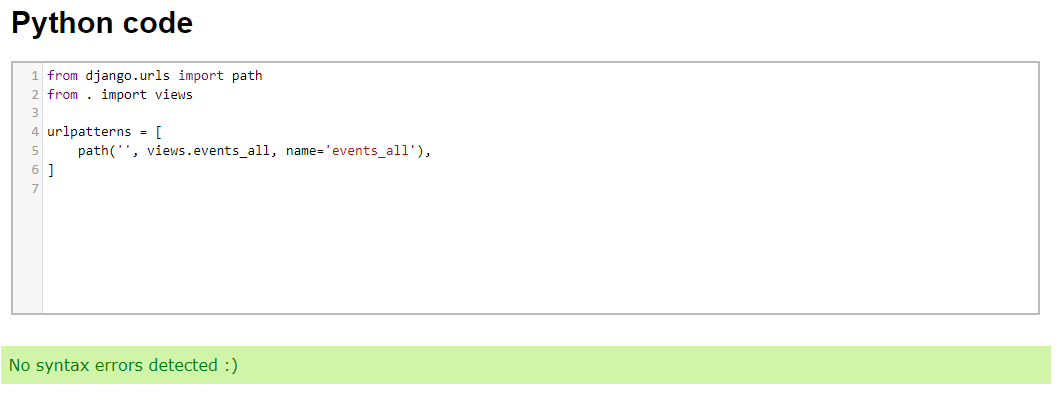 Python code
1 from django.urls import path
2 from . import views
3
4 urlpatterns = [
5     path('', views.events_all, name='events_all'),
6 ]
7
No syntax errors detected :)